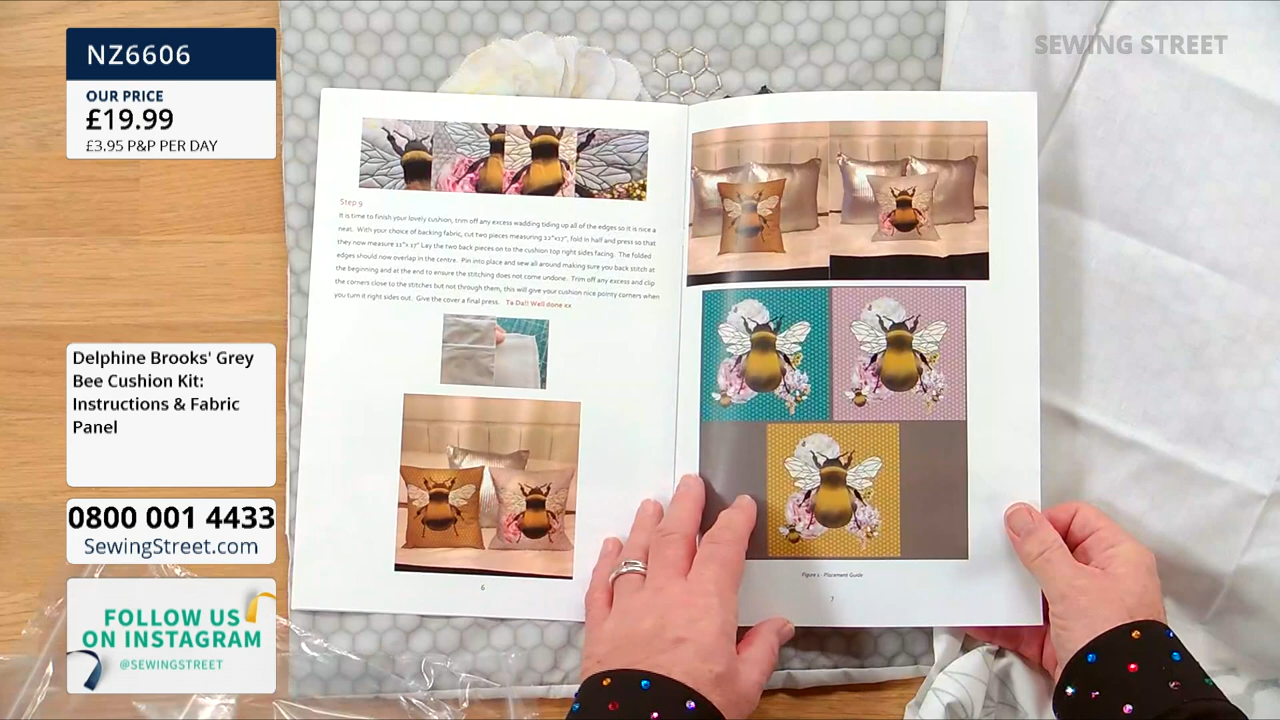 NZ6606
OUR PRICE
£19.99
£3.95 P&P PER DAY
SEWING STREET
Step 9
It is time to finish your lovely cushion, trim off any excess wadding tidying up all of the edges so it is nice a
neat. With your choice of backing fabric, cut two pieces measuring 22"x17", fold in half and press so that
they now measure 11"x 17" Lay the two back pieces on to the cushion top right sides facing. The folded
edges should now overlap in the centre. Pin into place and sew all around making sure you back stitch at
the beginning and at the end to ensure the stitching does not come undone. Trim off any excess and clip
the corners close to the stitches but not through them, this will give your cushion nice pointy corners when
you turn it right sides out. Give the cover a final press. Ta Da!! Well done xx
6
Figure 1 - Placement Guide
7
Delphine Brooks' Grey
Bee Cushion Kit:
Instructions & Fabric
Panel
0800 001 4433
SewingStreet.com
FOLLOW US
ON INSTAGRAM
@SEWINGSTREET